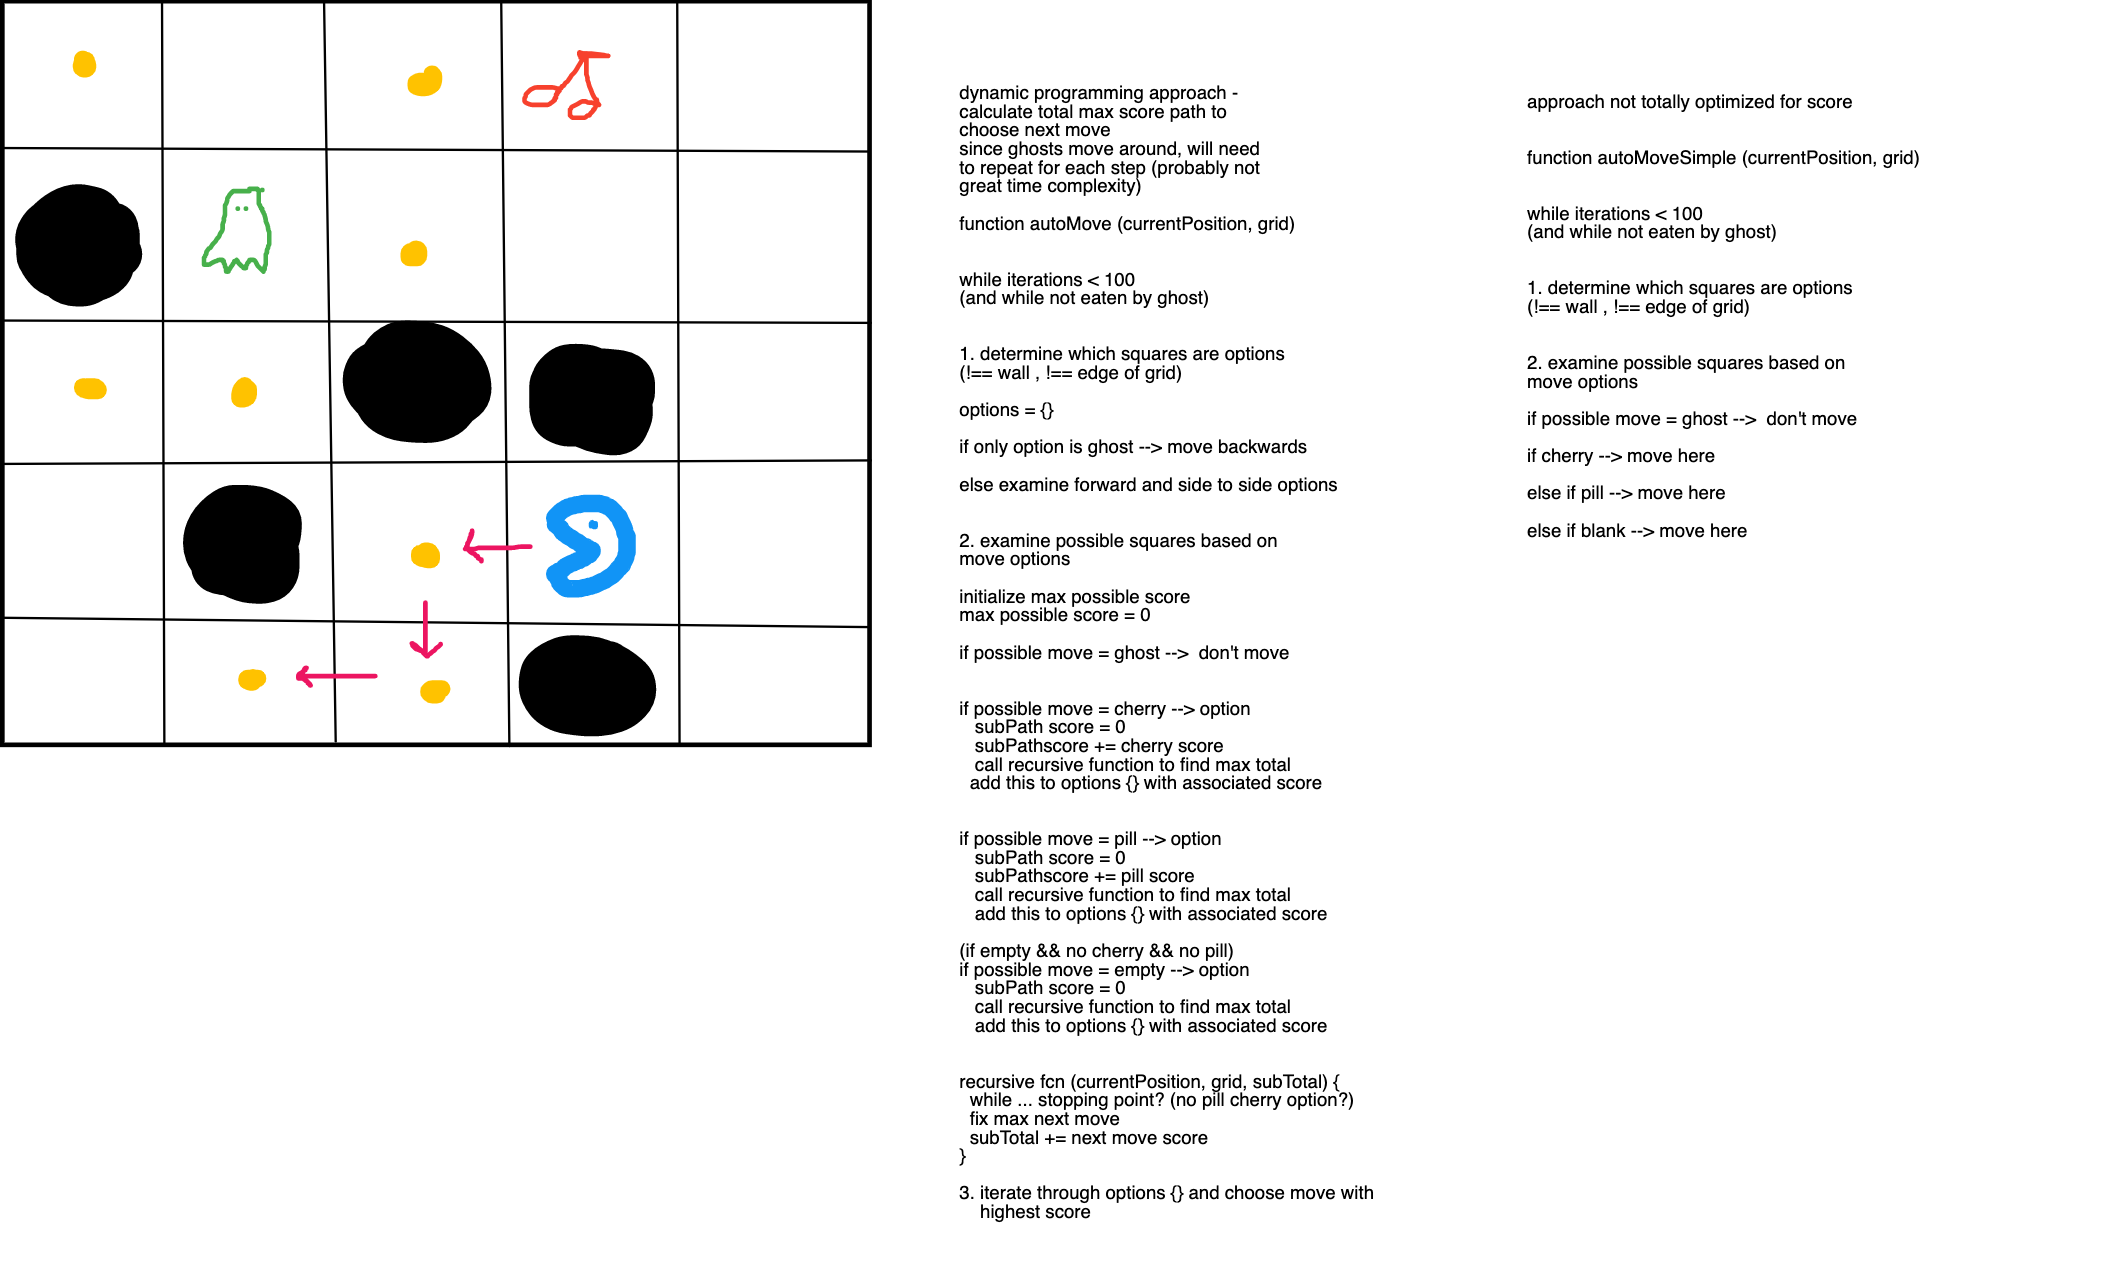 dynamic programming approach -
calculate total max score path to
choose next move
since ghosts move around, will need
to repeat for each step (probably not
great time complexity)
function autoMove (currentPosition, grid)
while iterations < 100
(and while not eaten by ghost)
1. determine which squares are options
(!== wall , !== edge of grid)
options = {}
if only option is ghost --> move backwards
else examine forward and side to side options
2. examine possible squares based on
move options
initialize max possible score
max possible score = 0
if possible move = ghost -->  don't move
if possible move = cherry --> option
subPath score = 0
subPathscore += cherry score
call recursive function to find max total
add this to options {} with associated score
if possible move = pill --> option
subPath score = 0
subPathscore += pill score
call recursive function to find max total
add this to options {} with associated score
(if empty && no cherry && no pill)
if possible move = empty --> option
subPath score = 0
call recursive function to find max total
add this to options {} with associated score
recursive fcn (currentPosition, grid, subTotal) {
while ... stopping point? (no pill cherry option?)
fix max next move
subTotal += next move score
}
3. iterate through options {} and choose move with
highest score
approach not totally optimized for score
function autoMoveSimple (currentPosition, grid)
while iterations < 100
(and while not eaten by ghost)
1. determine which squares are options
(!== wall , !== edge of grid)
2. examine possible squares based on
move options
if possible move = ghost -->  don't move
if cherry --> move here
else if pill --> move here
else if blank --> move here